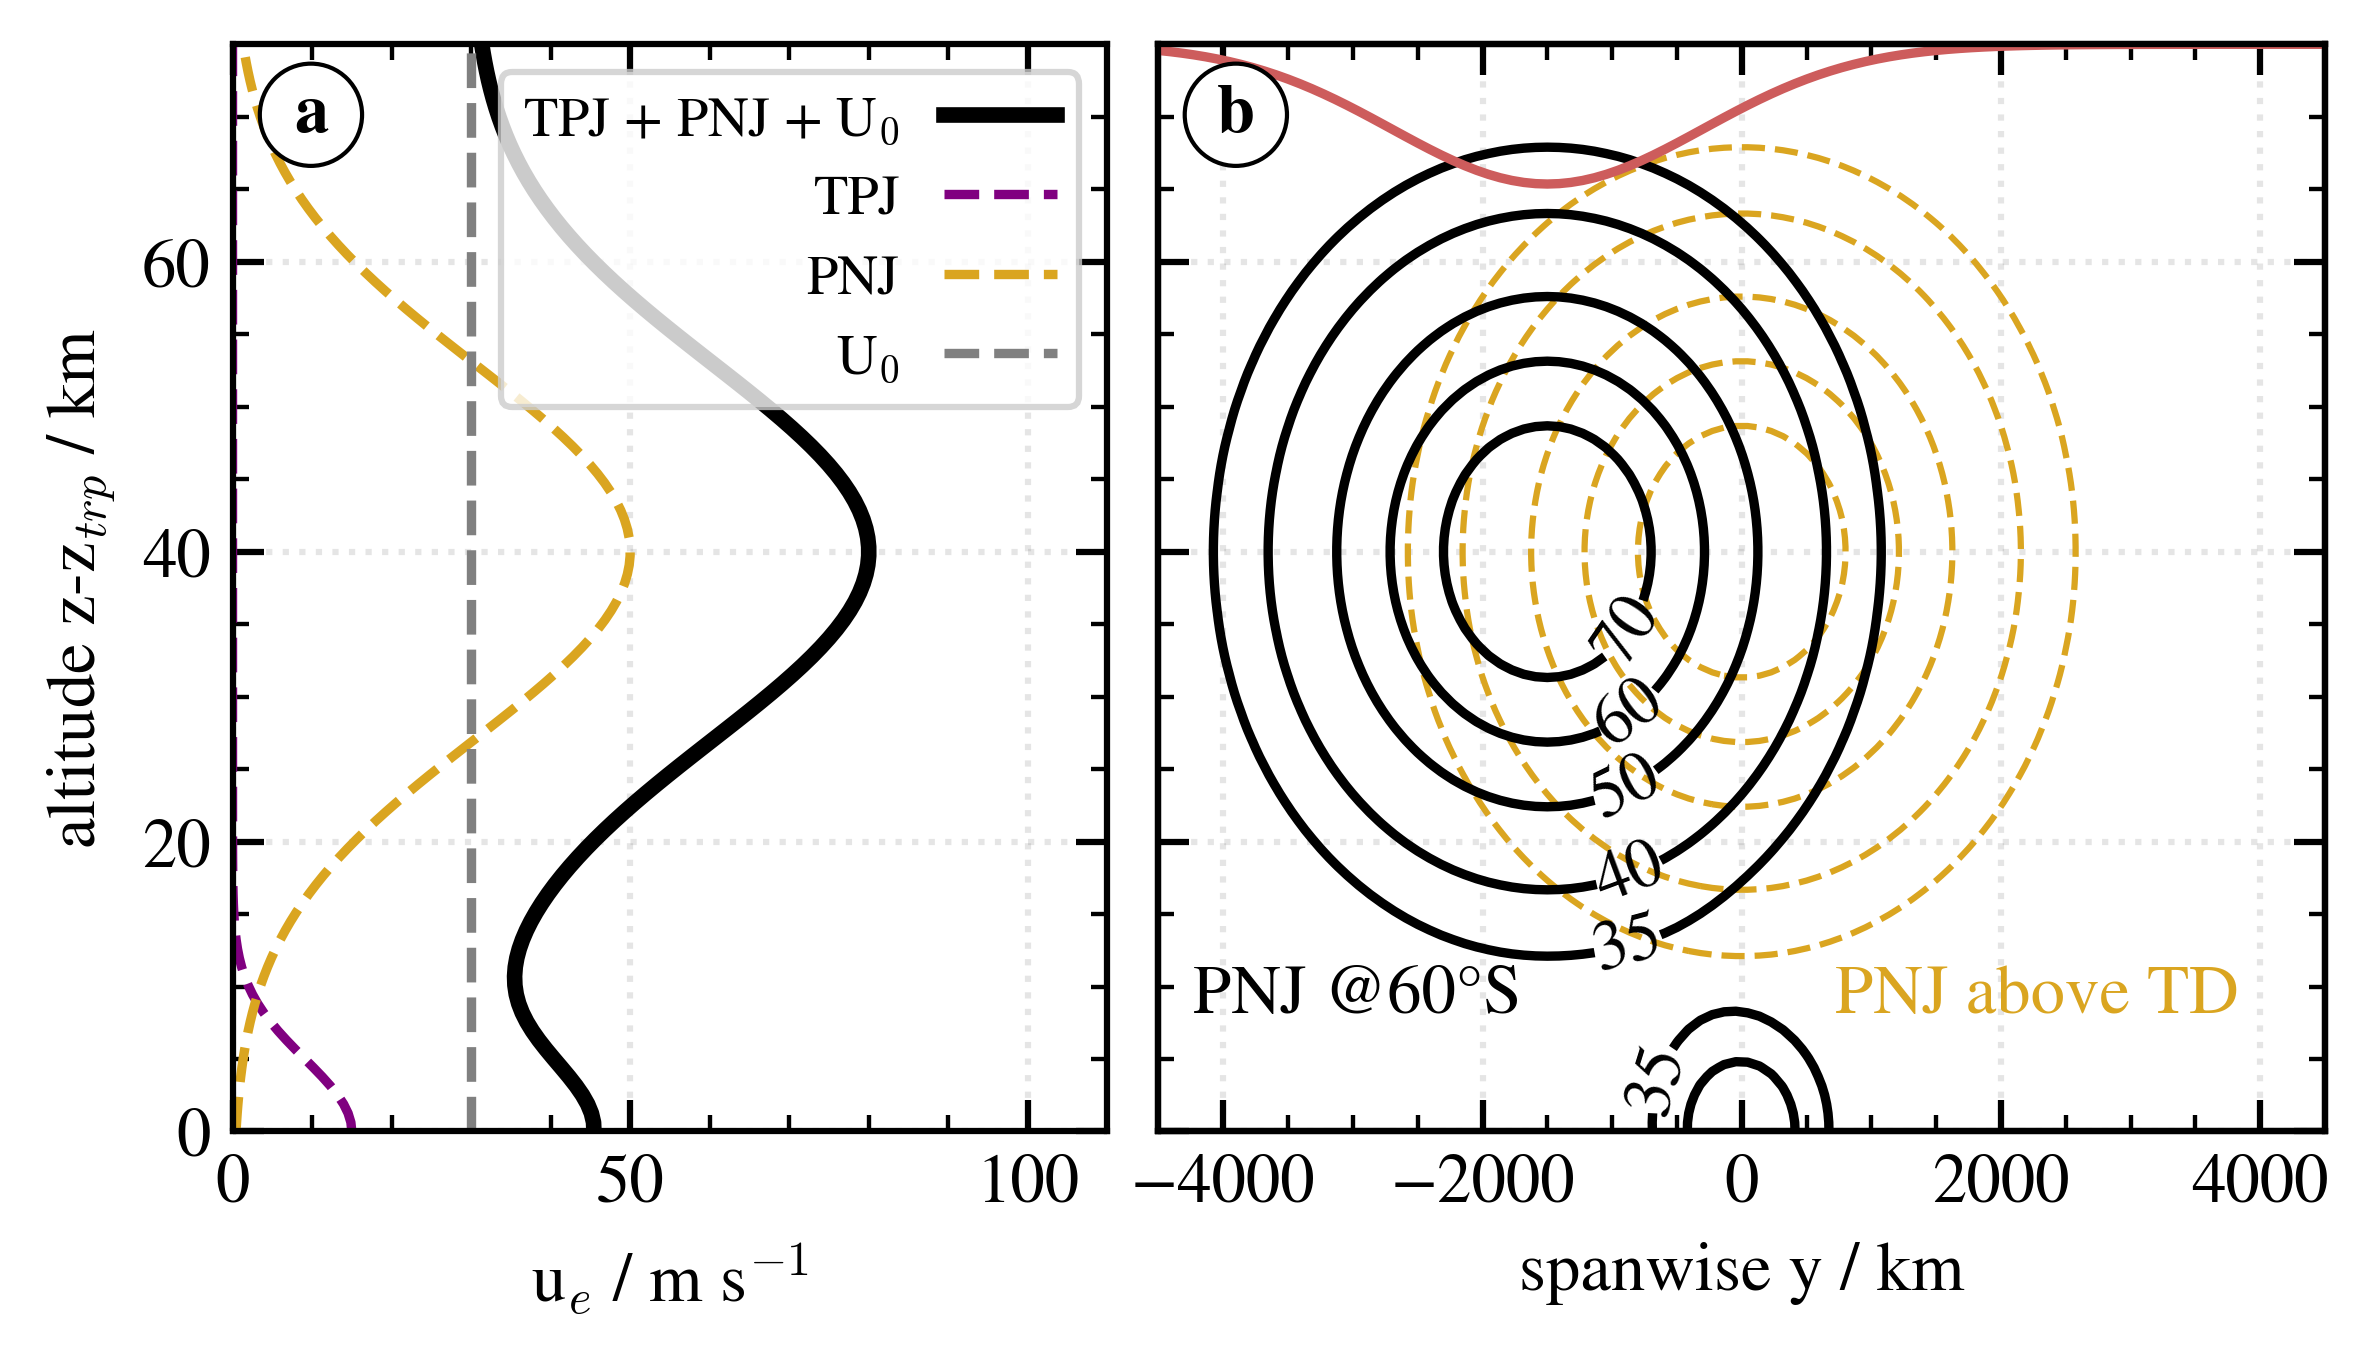 a
TPJ + PNJ + U₀
TPJ
PNJ
U₀
altitude z-z_trp / km
60
40
20
0
0 50 100
u_e / m s⁻¹
b
70
60
50
40
35
PNJ @60°S
PNJ above TD
35
−4000 −2000 0 2000 4000
spanwise y / km